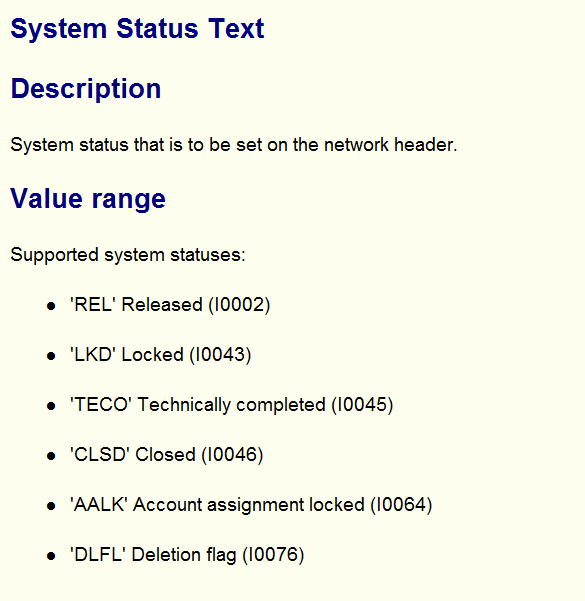 System Status Text
Description
System status that is to be set on the network header.
Value range
Supported system statuses:
● 'REL' Released (I0002)
● 'LKD' Locked (I0043)
● 'TECO' Technically completed (I0045)
● 'CLSD' Closed (I0046)
● 'AALK' Account assignment locked (I0064)
● 'DLFL' Deletion flag (I0076)